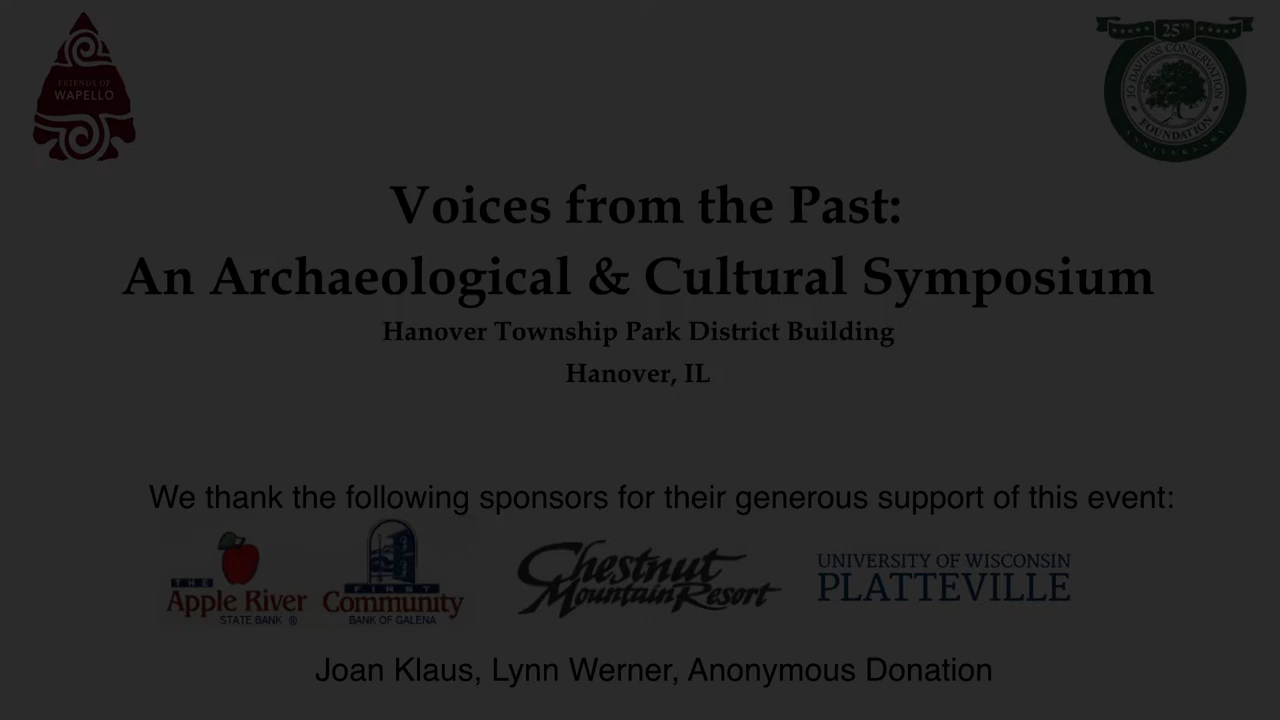 FRIENDS OF
WAPELLO
25TH
JO DAVIESS CONSERVATION
FOUNDATION
ANNIVERSARY
Voices from the Past:
An Archaeological & Cultural Symposium
Hanover Township Park District Building
Hanover, IL
We thank the following sponsors for their generous support of this event:
THE
Apple River
STATE BANK ®
FIRST
Community
BANK OF GALENA
Chestnut
Mountain Resort
UNIVERSITY OF WISCONSIN
PLATTEVILLE
Joan Klaus, Lynn Werner, Anonymous Donation